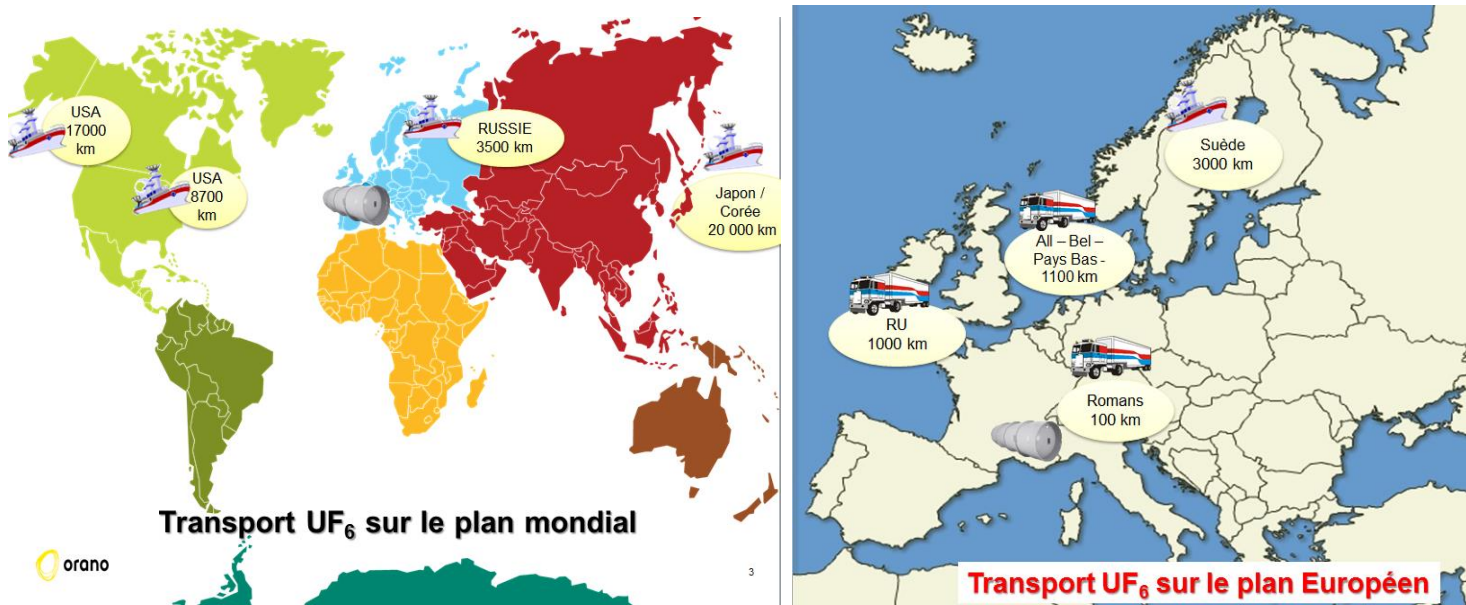 USA
17000
km
USA
8700
km
RUSSIE
3500 km
Japon /
Corée
20 000 km
Transport UF₆ sur le plan mondial
orano
3
Suède
3000 km
All – Bel –
Pays Bas -
1100 km
RU
1000 km
Romans
100 km
Transport UF₆ sur le plan Européen